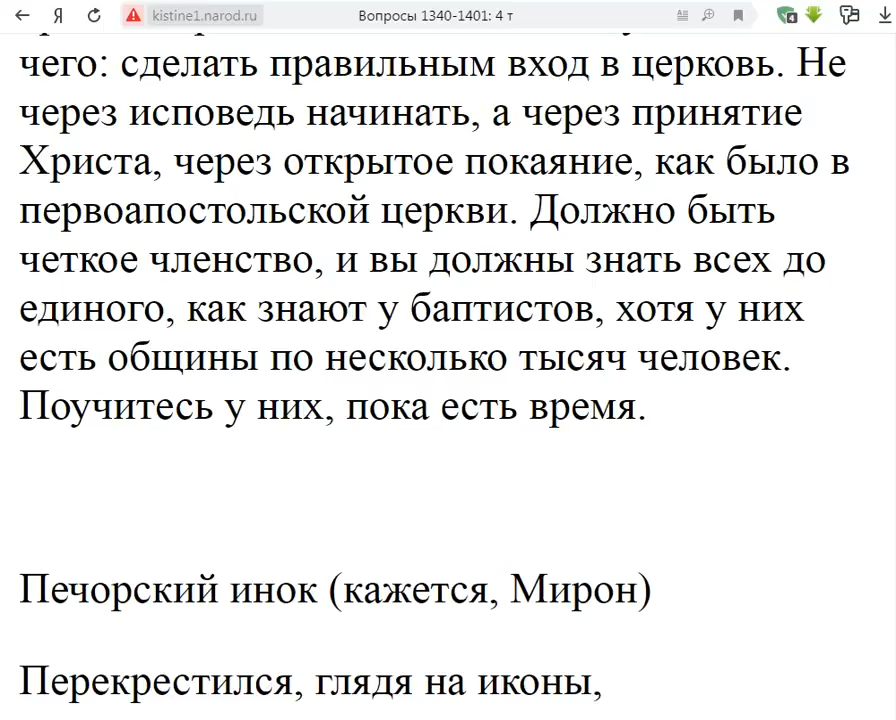 Я kistine1.narod.ru Вопросы 1340-1401: 4 т 4
чего: сделать правильным вход в церковь. Не
через исповедь начинать, а через принятие
Христа, через открытое покаяние, как было в
первоапостольской церкви. Должно быть
четкое членство, и вы должны знать всех до
единого, как знают у баптистов, хотя у них
есть общины по несколько тысяч человек.
Поучитесь у них, пока есть время.
Печорский инок (кажется, Мирон)
Перекрестился, глядя на иконы,